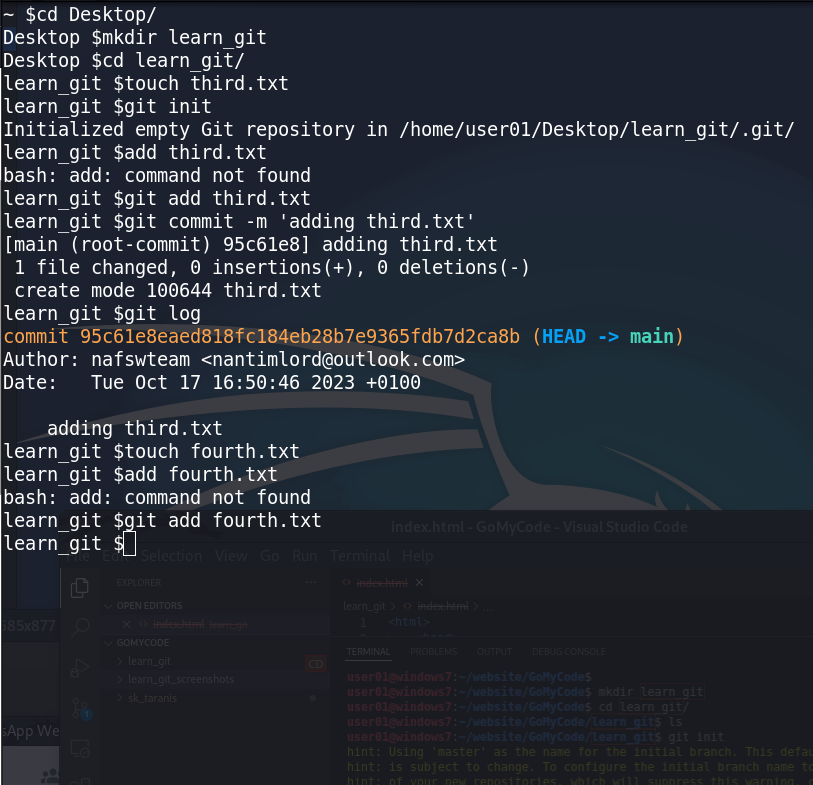 ~ $cd Desktop/
Desktop $mkdir learn_git
Desktop $cd learn_git/
learn_git $touch third.txt
learn_git $git init
Initialized empty Git repository in /home/user01/Desktop/learn_git/.git/
learn_git $add third.txt
bash: add: command not found
learn_git $git add third.txt
learn_git $git commit -m 'adding third.txt'
[main (root-commit) 95c61e8] adding third.txt
 1 file changed, 0 insertions(+), 0 deletions(-)
 create mode 100644 third.txt
learn_git $git log
commit 95c61e8eaed818fc184eb28b7e9365fdb7d2ca8b (HEAD -> main)
Author: nafswteam <nantimlord@outlook.com>
Date:   Tue Oct 17 16:50:46 2023 +0100
    adding third.txt
learn_git $touch fourth.txt
learn_git $add fourth.txt
bash: add: command not found
learn_git $git add fourth.txt
index.html - GoMyCode - Visual Studio Code
learn_git $
File Edit Selection View Go Run Terminal Help
EXPLORER
index.html
OPEN EDITORS
learn_git > index.html > ...
index.html learn_git
1 <html>
GOMYCODE
learn_git
learn_git_screenshots
sk_taranis
TERMINAL PROBLEMS OUTPUT DEBUG CONSOLE
user01@windows7:~/website/GoMyCode$
user01@windows7:~/website/GoMyCode$ mkdir learn_git
user01@windows7:~/website/GoMyCode$ cd learn_git/
user01@windows7:~/website/GoMyCode/learn_git$ ls
user01@windows7:~/website/GoMyCode/learn_git$ git init
hint: Using 'master' as the name for the initial branch. This defau
hint: is subject to change. To configure the initial branch name to
hint: of your new repositories, which will suppress this warning,